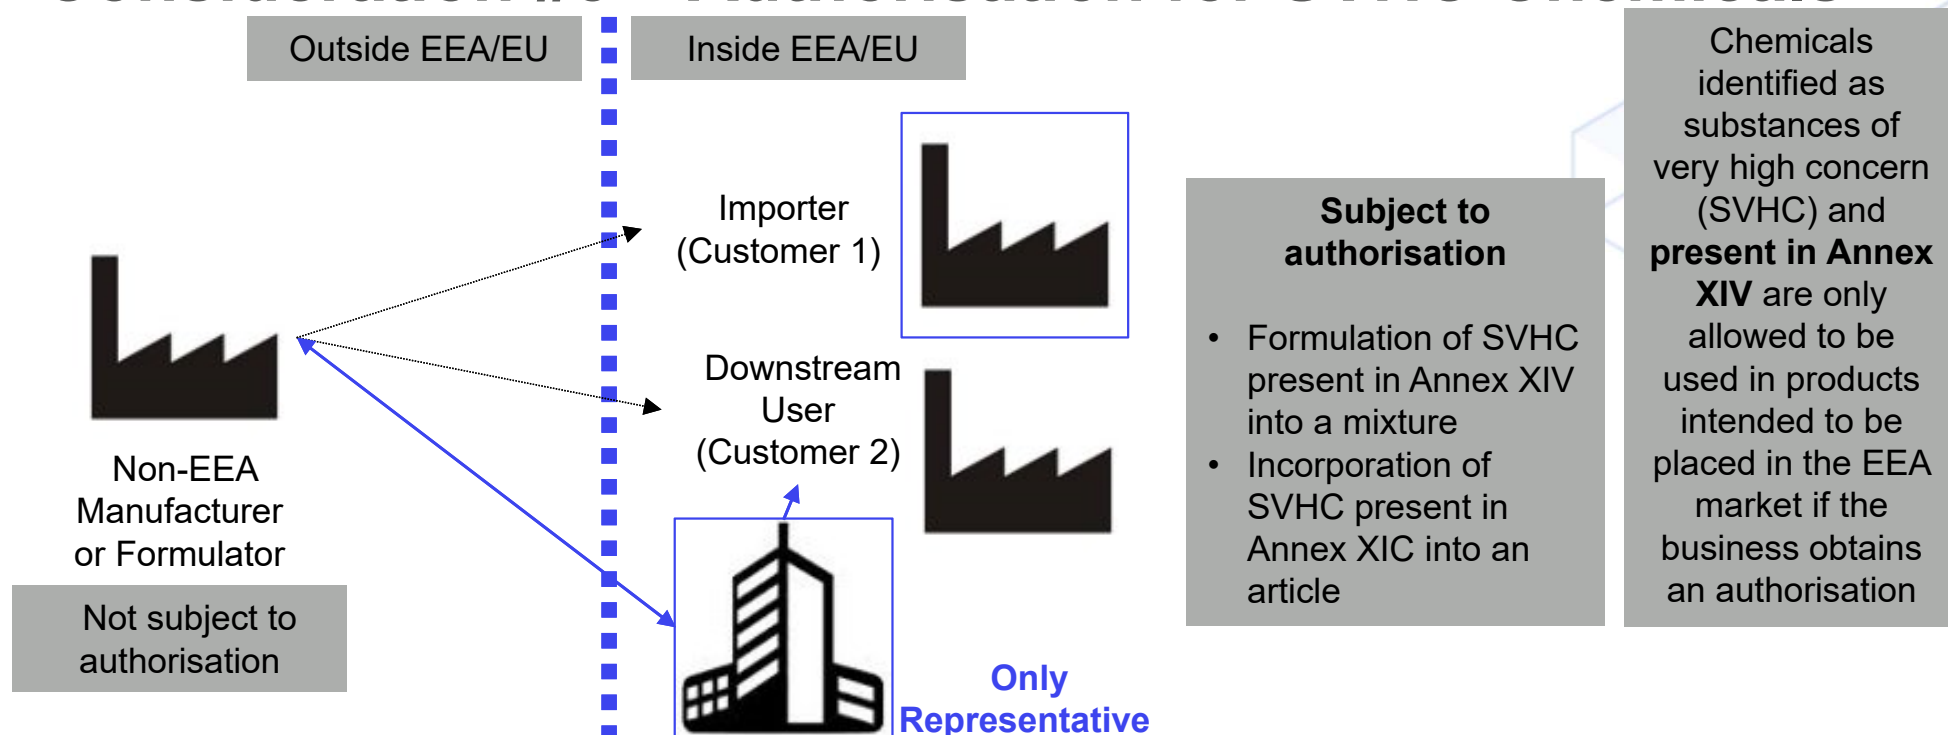 Outside EEA/EU
Inside EEA/EU
Importer
(Customer 1)
Downstream
User
(Customer 2)
Non-EEA
Manufacturer
or Formulator
Not subject to
authorisation
Only
Representative
Subject to
authorisation
• Formulation of SVHC
present in Annex XIV
into a mixture
• Incorporation of
SVHC present in
Annex XIC into an
article
Chemicals
identified as
substances of
very high concern
(SVHC) and
present in Annex
XIV are only
allowed to be
used in products
intended to be
placed in the EEA
market if the
business obtains
an authorisation